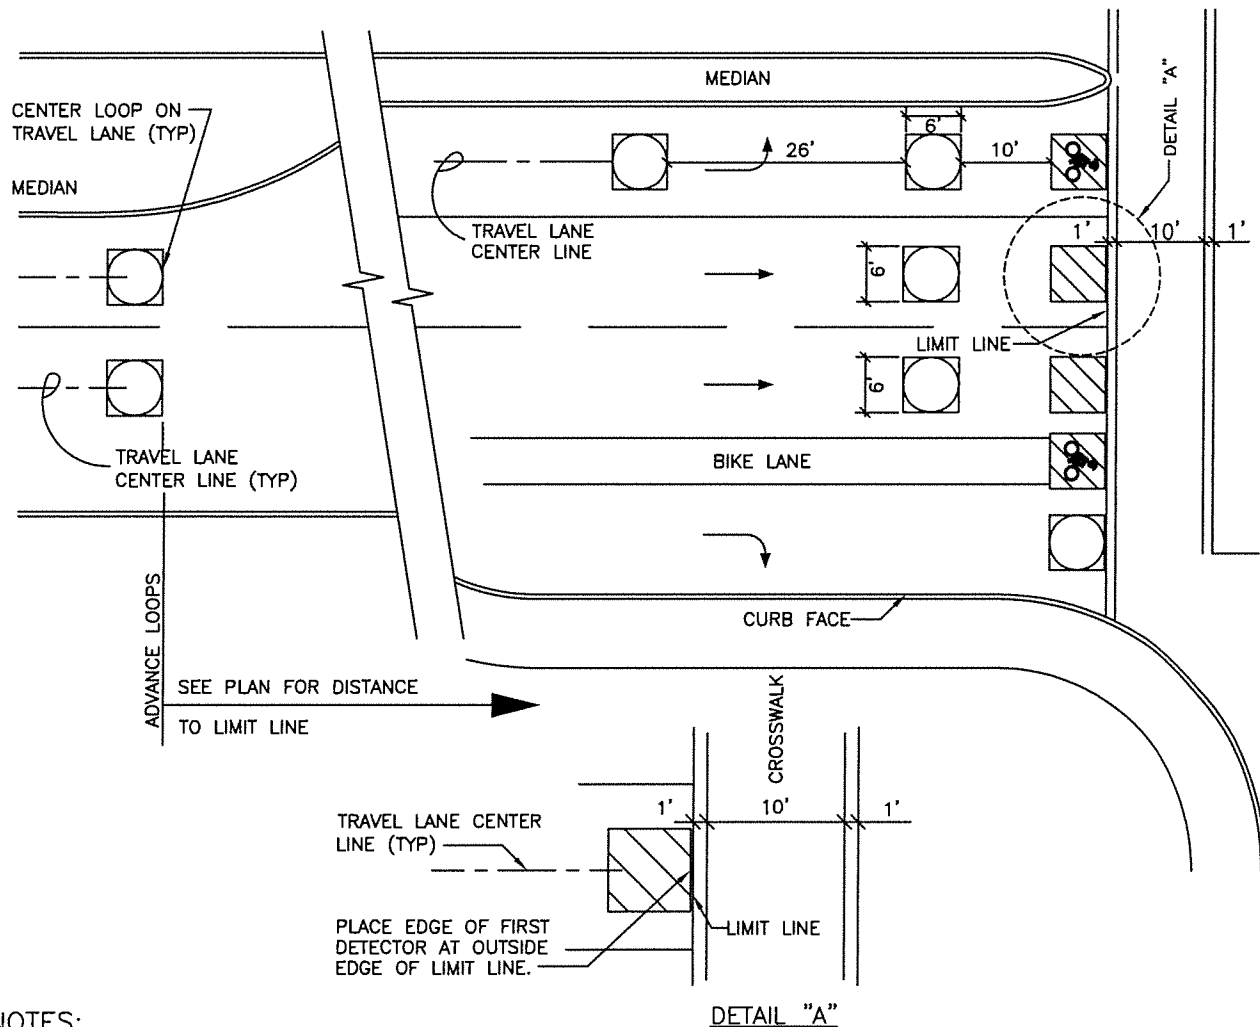 MEDIAN
DETAIL "A"
CENTER LOOP ON
TRAVEL LANE (TYP)
6'
26'
10'
MEDIAN
TRAVEL LANE
CENTER LINE
1'
10'
1'
6'
LIMIT LINE
6'
TRAVEL LANE
CENTER LINE (TYP)
BIKE LANE
ADVANCE LOOPS
CURB FACE
SEE PLAN FOR DISTANCE
TO LIMIT LINE
CROSSWALK
1'
10'
1'
TRAVEL LANE CENTER
LINE (TYP)
PLACE EDGE OF FIRST
DETECTOR AT OUTSIDE
EDGE OF LIMIT LINE.
LIMIT LINE
DETAIL "A"
NOTES: